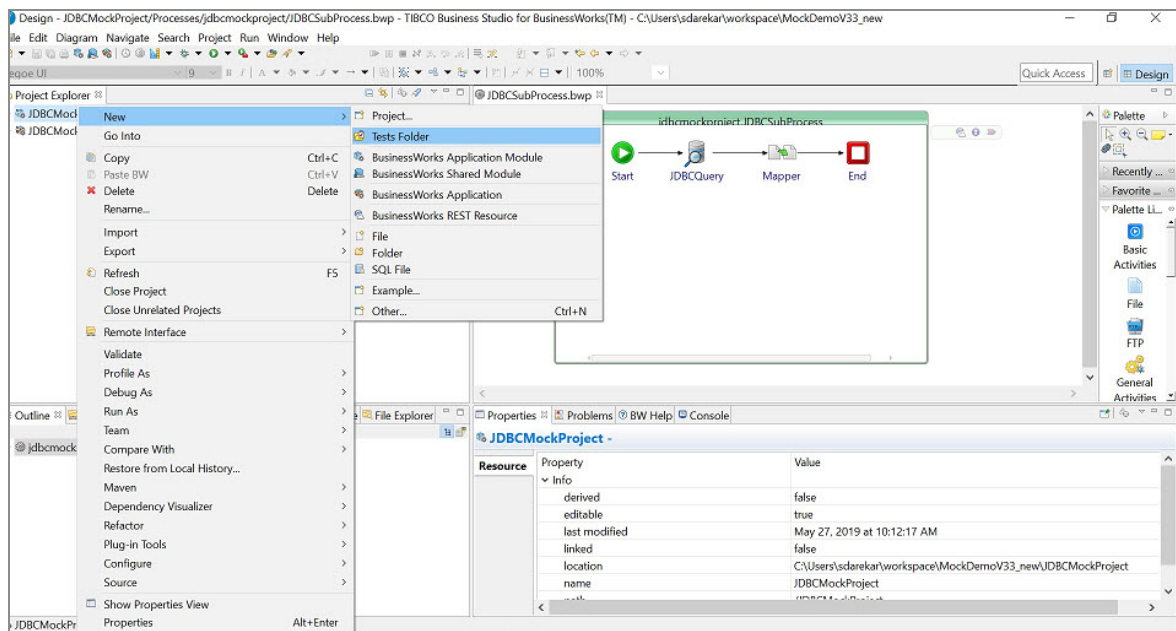 Design - JDBCMockProject/Processes/jdbcmockproject/JDBCSubProcess.bwp - TIBCO Business Studio for BusinessWorks(TM) - C:\Users\sdarekar\workspace\MockDemoV33_new
ile Edit Diagram Navigate Search Project Run Window Help
egoe UI 9 B I A 100% Quick Access Design
Project Explorer JDBCSubProcess.bwp
JDBCMod
JDBCMod
New
Go Into
Copy Ctrl+C
Paste BW Ctrl+V
Delete Delete
Rename...
Import
Export
Refresh F5
Close Project
Close Unrelated Projects
Remote Interface
Validate
Profile As
Debug As
Run As
Team
Compare With
Restore from Local History...
Maven
Dependency Visualizer
Refactor
Plug-in Tools
Configure
Source
Show Properties View
Properties Alt+Enter
Project...
Tests Folder
BusinessWorks Application Module
BusinessWorks Shared Module
BusinessWorks Application
BusinessWorks REST Resource
File
Folder
SQL File
Example...
Other... Ctrl+N
jdbcmockproject.JDBCSubProcess
Start JDBCQuery Mapper End
Palette
Recently ...
Favorite ...
Palette Li...
Basic
Activities
File
FTP
General
Activities
Outline File Explorer
jdbcmock
Properties Problems BW Help Console
JDBCMockProject -
Resource
Property Value
Info
derived false
editable true
last modified May 27, 2019 at 10:12:17 AM
linked false
location C:\Users\sdarekar\workspace\MockDemoV33_new\JDBCMockProject
name JDBCMockProject
JDBCMockPr